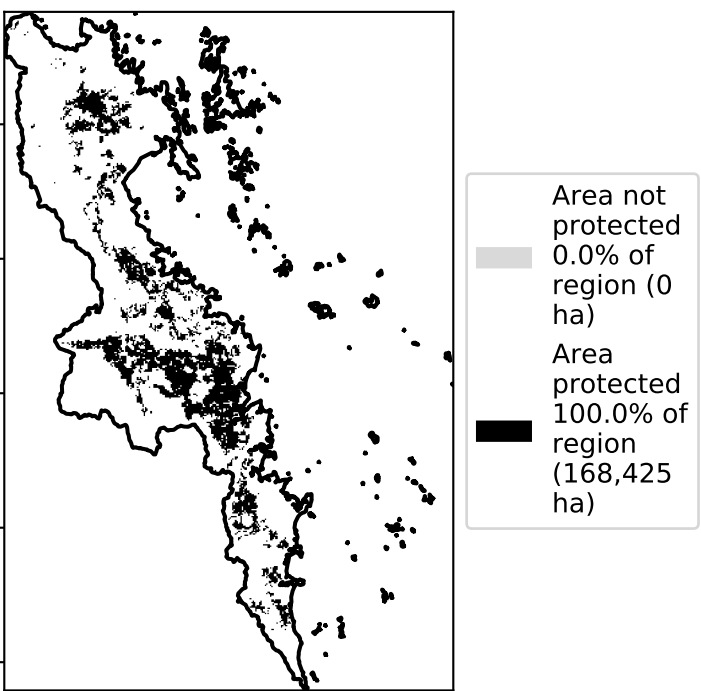 Area not
protected
0.0% of
region (0
ha)
Area
protected
100.0% of
region
(168,425
ha)